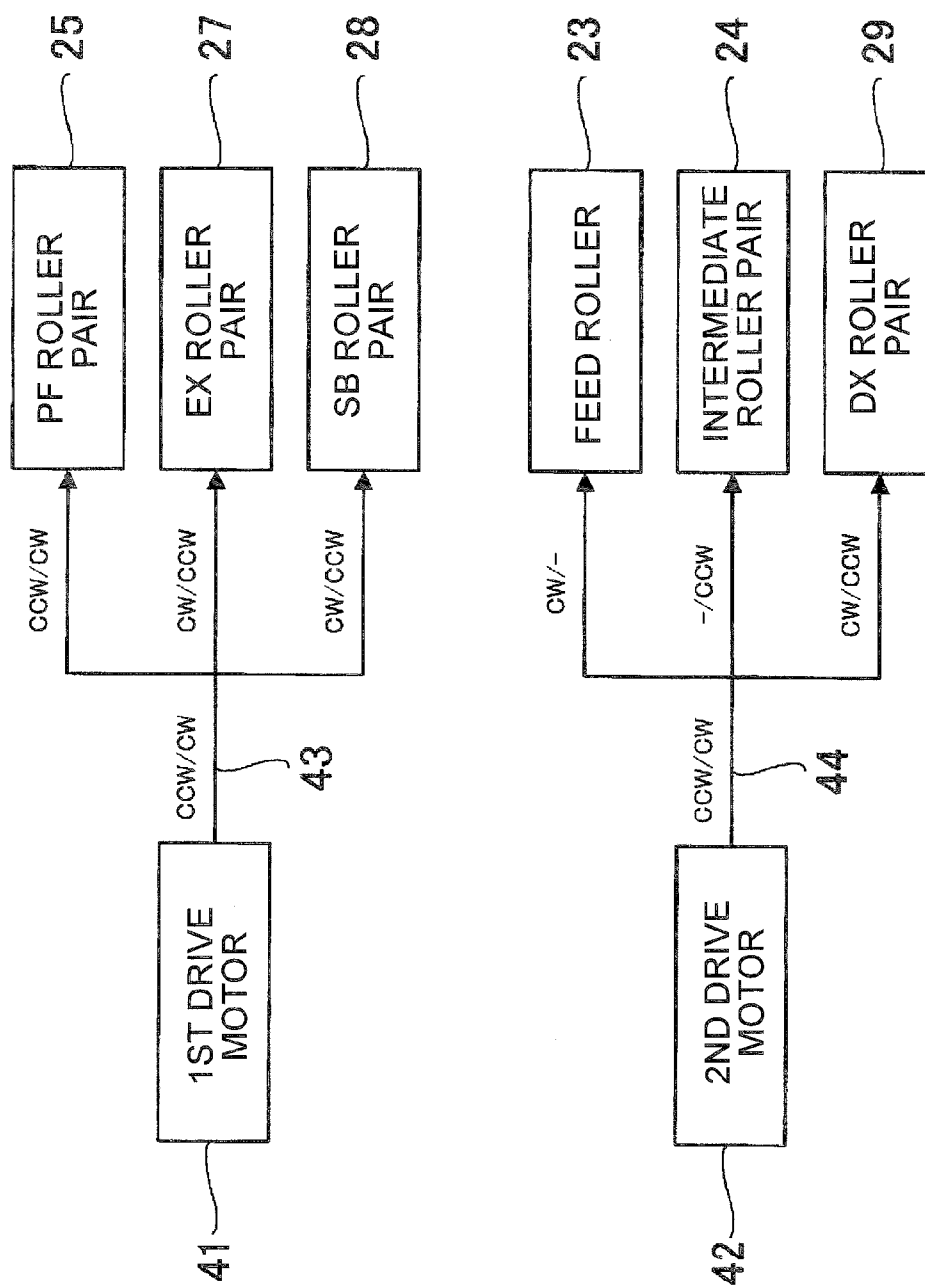 25
PF ROLLER
PAIR
CCW/CW
27
EX ROLLER
PAIR
CW/CCW
28
SB ROLLER
PAIR
CW/CCW
CCW/CW
43
1ST DRIVE
MOTOR
41
23
FEED ROLLER
CW/-
24
INTERMEDIATE
ROLLER PAIR
-/CCW
29
DX ROLLER
PAIR
CW/CCW
CCW/CW
44
2ND DRIVE
MOTOR
42